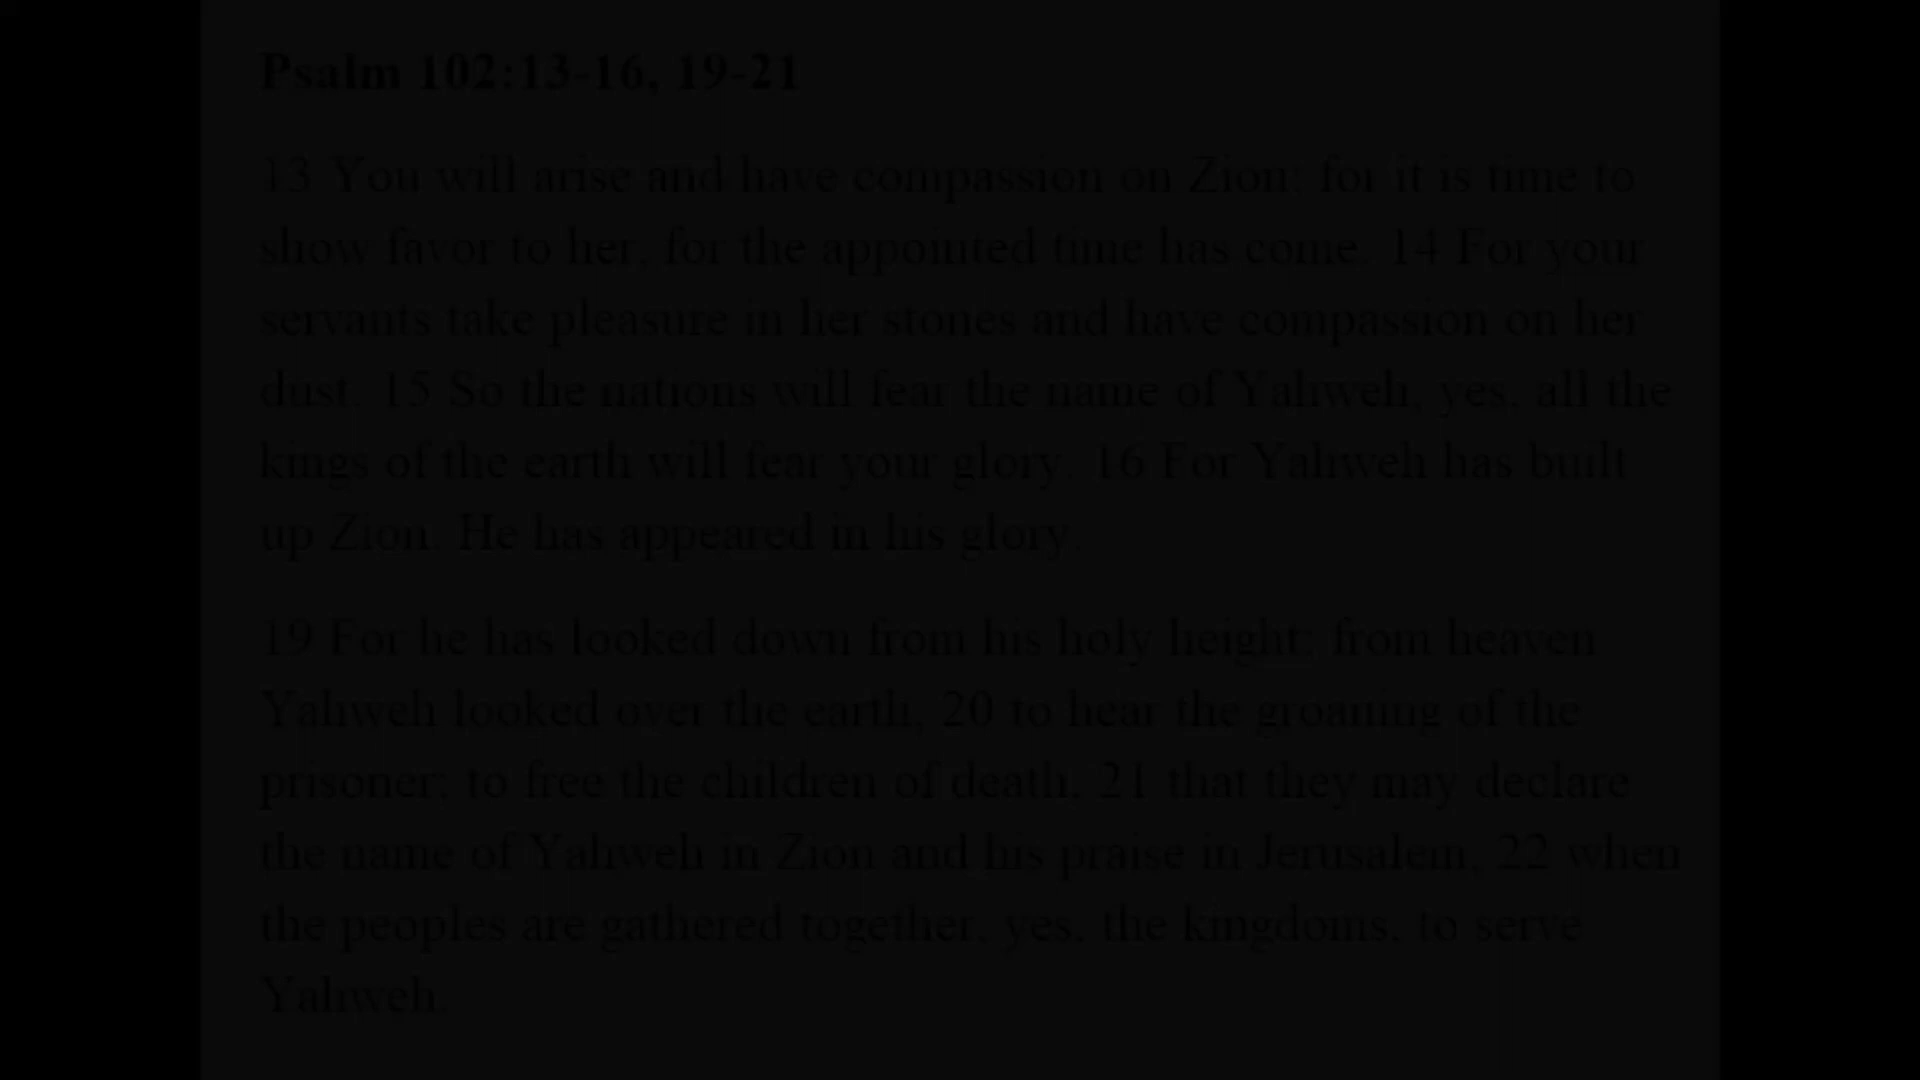 Psalm 102:13-16, 19-21
13 You will arise and have compassion on Zion; for it is time to
show favor to her, for the appointed time has come. 14 For your
servants take pleasure in her stones and have compassion on her
dust. 15 So the nations will fear the name of Yahweh, yes, all the
kings of the earth will fear your glory. 16 For Yahweh has built
up Zion. He has appeared in his glory.
19 For he has looked down from his holy height; from heaven
Yahweh looked over the earth, 20 to hear the groaning of the
prisoner; to free the children of death, 21 that they may declare
the name of Yahweh in Zion and his praise in Jerusalem, 22 when
the peoples are gathered together, yes, the kingdoms, to serve
Yahweh.